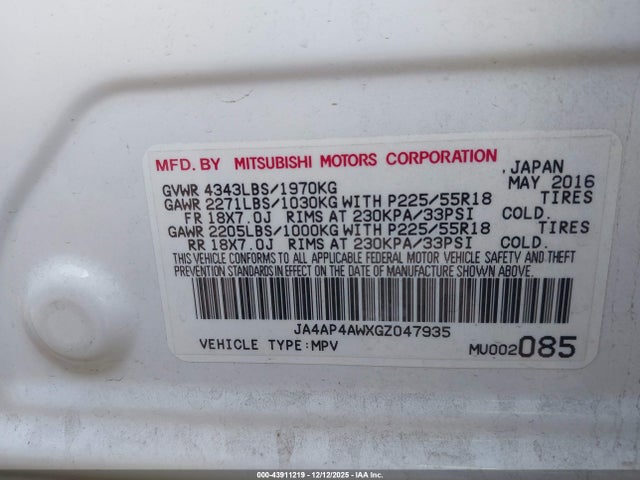 MFD. BY MITSUBISHI MOTORS CORPORATION , JAPAN
GVWR 4343LBS/1970KG MAY 2016
GAWR 2271LBS/1030KG WITH P225/55R18 TIRES
FR 18X7.0J RIMS AT 230KPA/33PSI COLD.
GAWR 2205LBS/1000KG WITH P225/55R18 TIRES
RR 18X7.0J RIMS AT 230KPA/33PSI COLD.
THIS VEHICLE CONFORMS TO ALL APPLICABLE FEDERAL MOTOR VEHICLE SAFETY AND THEFT
PREVENTION STANDARDS IN EFFECT ON THE DATE OF MANUFACTURE SHOWN ABOVE.
JA4AP4AWXGZ047935
VEHICLE TYPE:MPV MU002085
000-43911219 - 12/12/2025 - IAA Inc.